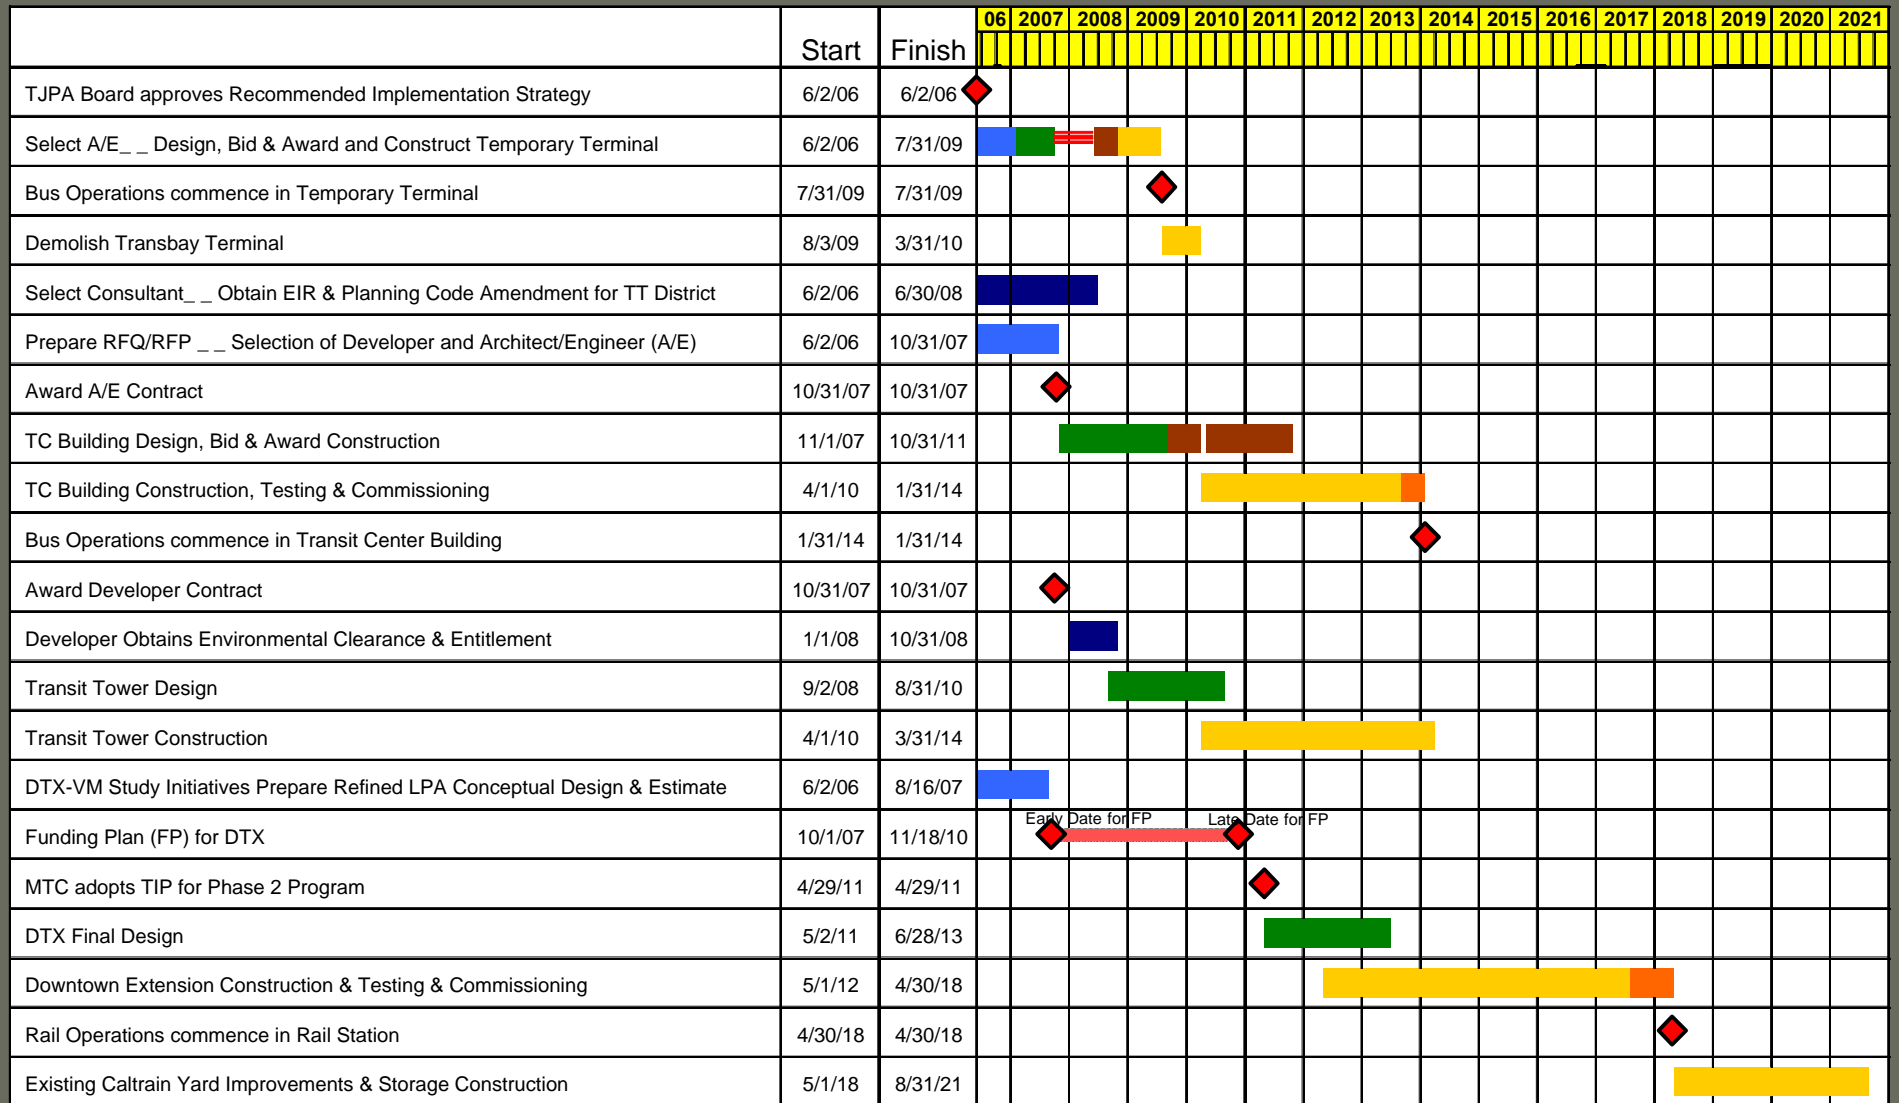 06 2007 2008 2009 2010 2011 2012 2013 2014 2015 2016 2017 2018 2019 2020 2021
Start Finish
TJPA Board approves Recommended Implementation Strategy 6/2/06 6/2/06
Select A/E_ _ Design, Bid & Award and Construct Temporary Terminal 6/2/06 7/31/09
Bus Operations commence in Temporary Terminal 7/31/09 7/31/09
Demolish Transbay Terminal 8/3/09 3/31/10
Select Consultant_ _ Obtain EIR & Planning Code Amendment for TT District 6/2/06 6/30/08
Prepare RFQ/RFP _ _ Selection of Developer and Architect/Engineer (A/E) 6/2/06 10/31/07
Award A/E Contract 10/31/07 10/31/07
TC Building Design, Bid & Award Construction 11/1/07 10/31/11
TC Building Construction, Testing & Commissioning 4/1/10 1/31/14
Bus Operations commence in Transit Center Building 1/31/14 1/31/14
Award Developer Contract 10/31/07 10/31/07
Developer Obtains Environmental Clearance & Entitlement 1/1/08 10/31/08
Transit Tower Design 9/2/08 8/31/10
Transit Tower Construction 4/1/10 3/31/14
DTX-VM Study Initiatives Prepare Refined LPA Conceptual Design & Estimate 6/2/06 8/16/07
Early Date for FP Late Date for FP
Funding Plan (FP) for DTX 10/1/07 11/18/10
MTC adopts TIP for Phase 2 Program 4/29/11 4/29/11
DTX Final Design 5/2/11 6/28/13
Downtown Extension Construction & Testing & Commissioning 5/1/12 4/30/18
Rail Operations commence in Rail Station 4/30/18 4/30/18
Existing Caltrain Yard Improvements & Storage Construction 5/1/18 8/31/21